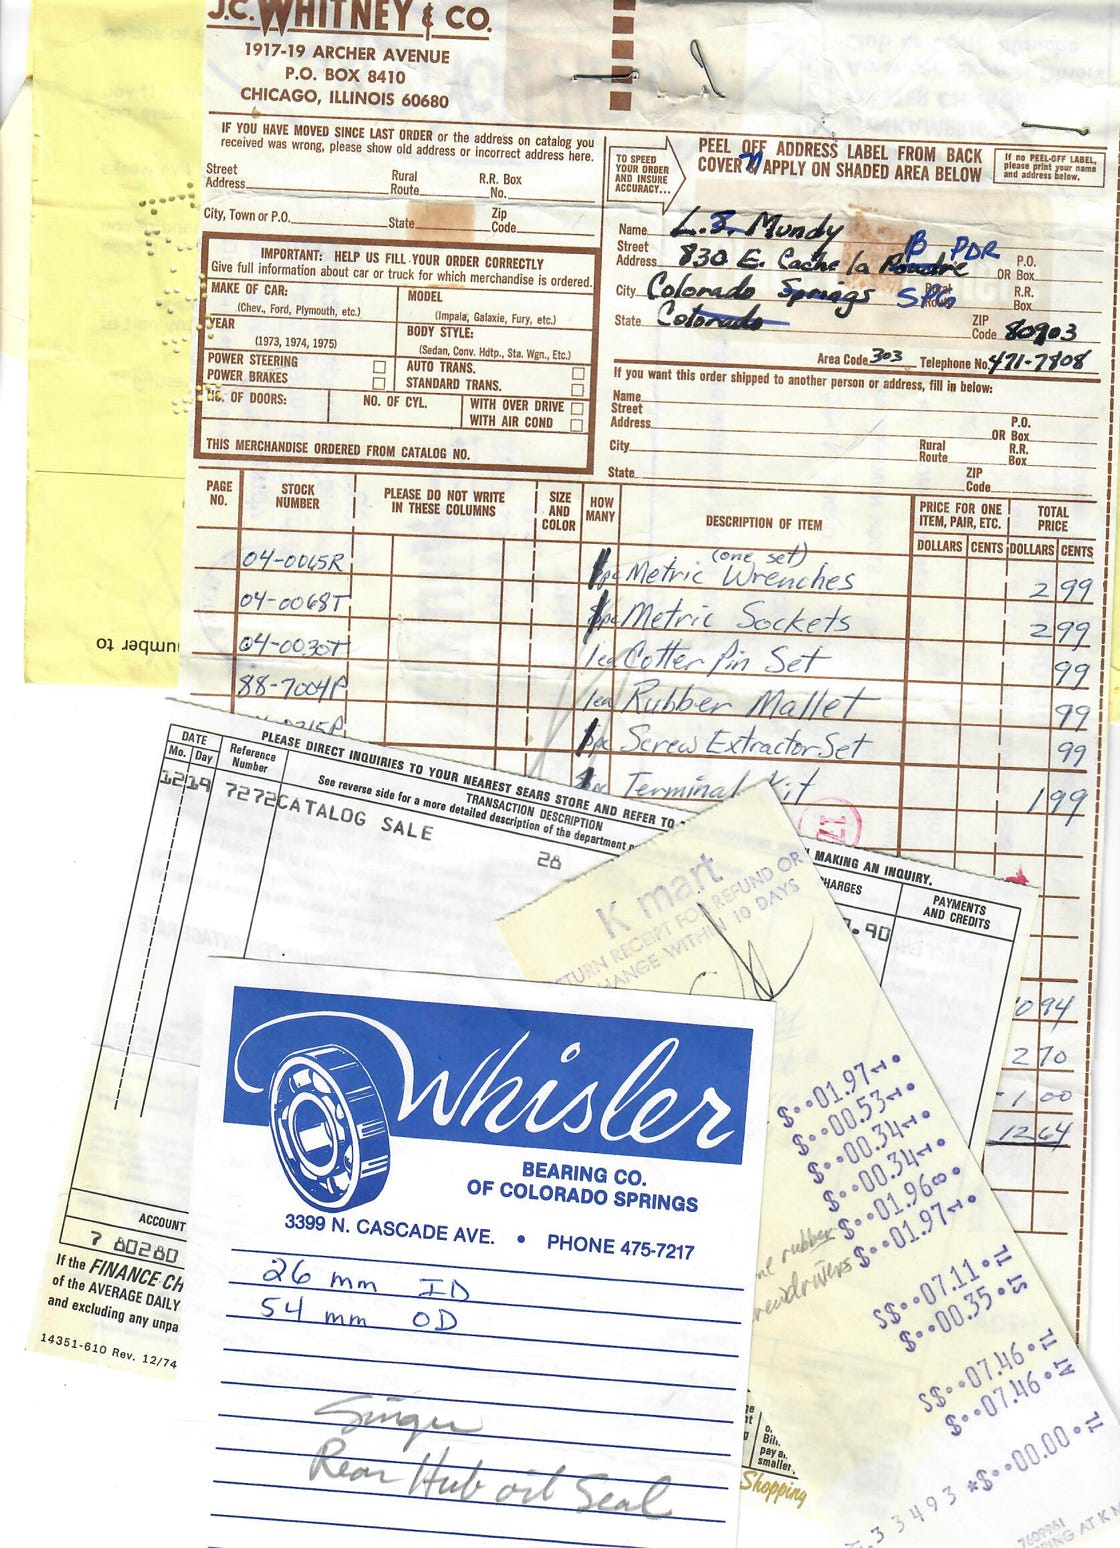 J.C. WHITNEY & CO.
1917-19 ARCHER AVENUE
P.O. BOX 8410
CHICAGO, ILLINOIS 60680
IF YOU HAVE MOVED SINCE LAST ORDER or the address on catalog you
received was wrong, please show old address or incorrect address here.
Street
Address
Rural
Route
R.R. Box
No.
City, Town or P.O.
State
Zip
Code
TO SPEED
YOUR ORDER
AND INSURE
ACCURACY...
PEEL OFF ADDRESS LABEL FROM BACK
COVER & APPLY ON SHADED AREA BELOW
If no PEEL-OFF LABEL,
please print your name
and address below.
Name L.S. Mundy
Street
Address 830 E. Cache la Poudre
B PDR
P.O.
OR Box
City Colorado Springs SPG
Rural
Route
R.R.
Box
State Colorado
ZIP
Code 80903
Area Code 303 Telephone No. 471-7808
IMPORTANT: HELP US FILL YOUR ORDER CORRECTLY
Give full information about car or truck for which merchandise is ordered.
MAKE OF CAR:
(Chev., Ford, Plymouth, etc.)
MODEL
(Impala, Galaxie, Fury, etc.)
YEAR
(1973, 1974, 1975)
BODY STYLE:
(Sedan, Conv. Hdtp., Sta. Wgn., Etc.)
POWER STEERING
POWER BRAKES
AUTO TRANS.
STANDARD TRANS.
NO. OF DOORS:
NO. OF CYL.
WITH OVER DRIVE
WITH AIR COND
THIS MERCHANDISE ORDERED FROM CATALOG NO.
If you want this order shipped to another person or address, fill in below:
Name
Street
Address
P.O.
OR Box
City
Rural
Route
R.R.
Box
State
ZIP
Code
PAGE
NO.
STOCK
NUMBER
PLEASE DO NOT WRITE
IN THESE COLUMNS
SIZE
AND
COLOR
HOW
MANY
DESCRIPTION OF ITEM
PRICE FOR ONE
ITEM, PAIR, ETC.
TOTAL
PRICE
DOLLARS CENTS DOLLARS CENTS
(one set)
04-0065R Metric Wrenches 2 99
04-0068T Metric Sockets 2 99
04-0030T 1ea Cotter Pin Set 99
88-7004P 1ea Rubber Mallet 99
Screw Extractor Set 99
Terminal Kit 1 99
17
10 94
2 70
-1 00
12 64
number to
DATE
Mo. Day
Reference
Number
PLEASE DIRECT INQUIRIES TO YOUR NEAREST SEARS STORE AND REFER TO
MAKING AN INQUIRY.
See reverse side for a more detailed description of the department
TRANSACTION DESCRIPTION
CHARGES
PAYMENTS
AND CREDITS
1219 7272CATALOG SALE
28
.90
ACCOUNT
7 80280
If the FINANCE CH
of the AVERAGE DAILY
and excluding any unpa
14351-610 Rev. 12/74
K mart
RETURN RECEIPT FOR REFUND OR
EXCHANGE WITHIN 10 DAYS
$··01.97
$··00.53
$··00.34
$··00.34
$··01.96
$··01.97
rubber
screwdrivers
S$··07.11
$··00.35
S$··07.46
$··07.46
33493 *$··00.00
7609961
Shopping
Whisler
BEARING CO.
OF COLORADO SPRINGS
3399 N. CASCADE AVE. • PHONE 475-7217
26 mm ID
54 mm OD
Singer
Rear Hub oil Seal